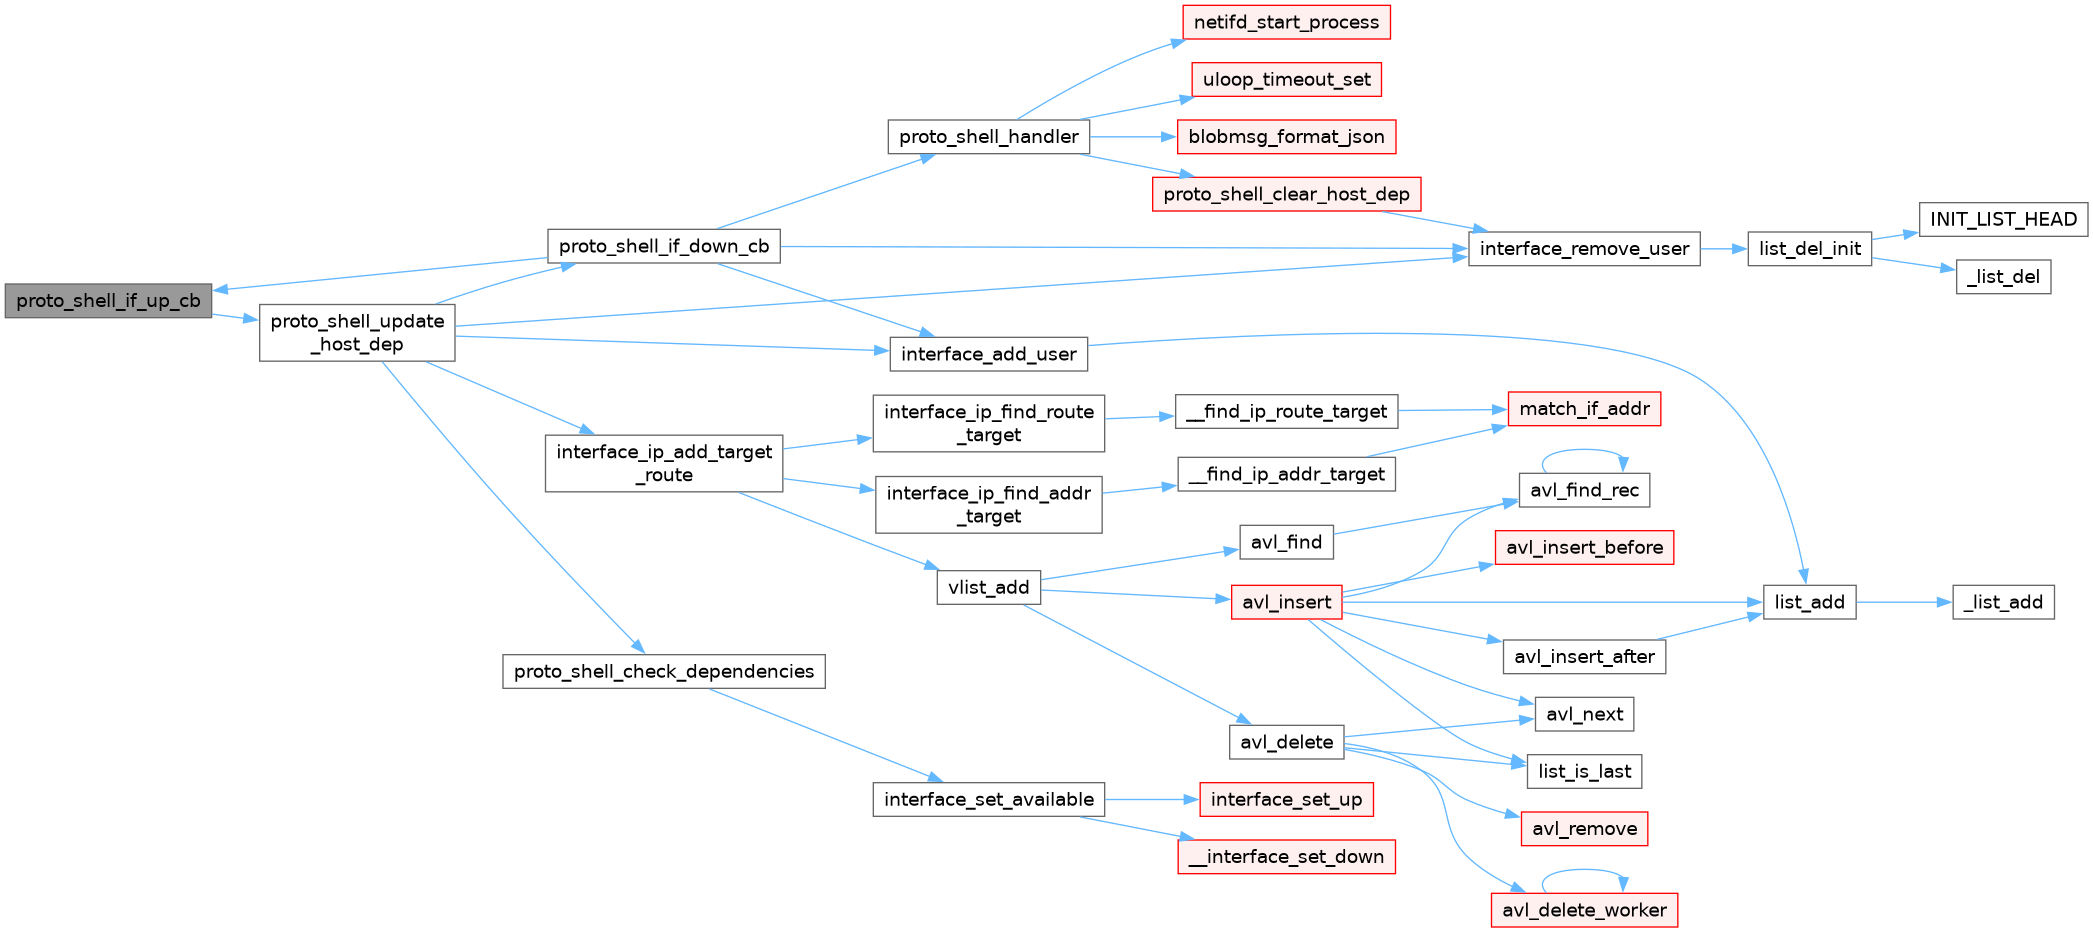 netifd_start_process
uloop_timeout_set
proto_shell_handler
blobmsg_format_json
proto_shell_clear_host_dep
INIT_LIST_HEAD
proto_shell_if_down_cb
interface_remove_user
list_del_init
_list_del
proto_shell_if_up_cb
proto_shell_update
_host_dep
interface_add_user
interface_ip_find_route
_target
__find_ip_route_target
match_if_addr
interface_ip_add_target
_route
interface_ip_find_addr
_target
__find_ip_addr_target
avl_find_rec
avl_find
avl_insert_before
vlist_add
avl_insert
list_add
_list_add
avl_insert_after
proto_shell_check_dependencies
avl_next
avl_delete
list_is_last
interface_set_available
interface_set_up
avl_remove
__interface_set_down
avl_delete_worker